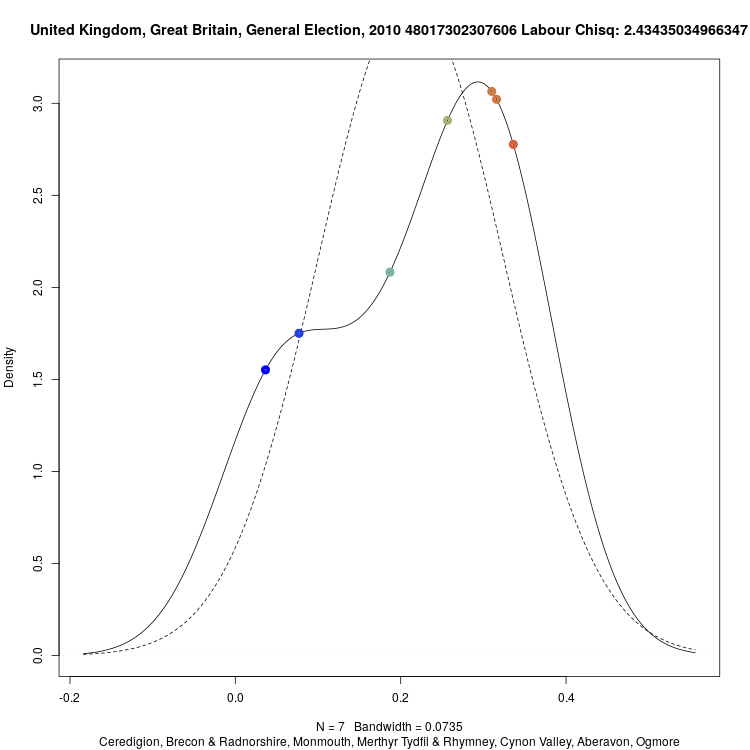 United Kingdom, Great Britain, General Election, 2010 48017302307606 Labour Chisq: 2.43435034966347
3.0
2.5
2.0
1.5
1.0
0.5
0.0
Density
-0.2 0.0 0.2 0.4
N = 7 Bandwidth = 0.0735
Ceredigion, Brecon & Radnorshire, Monmouth, Merthyr Tydfil & Rhymney, Cynon Valley, Aberavon, Ogmore